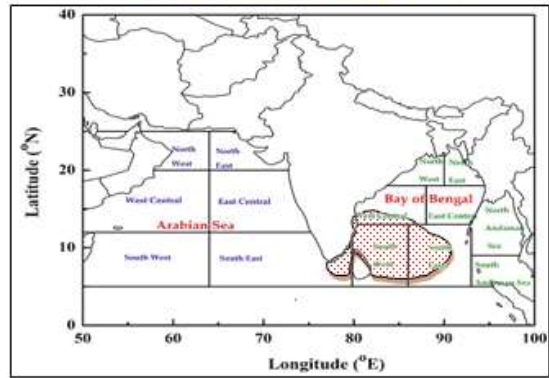 40
30
20
10
0
Latitude (°N)
North
West
North
East
West Central
East Central
Arabian Sea
South West
South East
North
West
North
East
Bay of Bengal
East Central
North
Andaman
Sea
South
Andaman Sea
South
50 60 70 80 90 100
Longitude (°E)